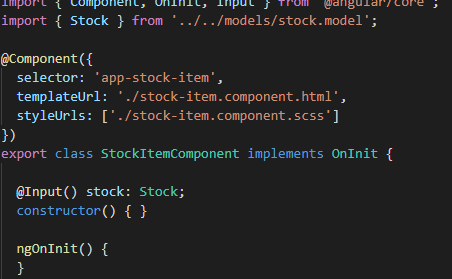 import { Component, OnInit, Input } from '@angular/core';
import { Stock } from '../../models/stock.model';
@Component({
selector: 'app-stock-item',
templateUrl: './stock-item.component.html',
styleUrls: ['./stock-item.component.scss']
})
export class StockItemComponent implements OnInit {
@Input() stock: Stock;
constructor() { }
ngOnInit() {
}